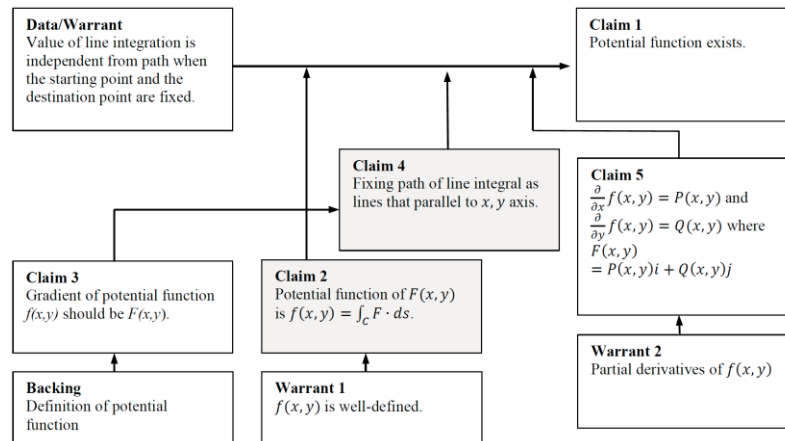 Data/Warrant
Value of line integration is
independent from path when
the starting point and the
destination point are fixed.
Claim 1
Potential function exists.
Claim 4
Fixing path of line integral as
lines that parallel to x, y axis.
Claim 5
∂/∂x f(x, y) = P(x, y) and
∂/∂y f(x, y) = Q(x, y) where
F(x, y)
= P(x, y)i + Q(x, y)j
Claim 3
Gradient of potential function
f(x,y) should be F(x,y).
Claim 2
Potential function of F(x, y)
is f(x, y) = ∫_C F · ds.
Backing
Definition of potential
function
Warrant 1
f(x, y) is well-defined.
Warrant 2
Partial derivatives of f(x, y)